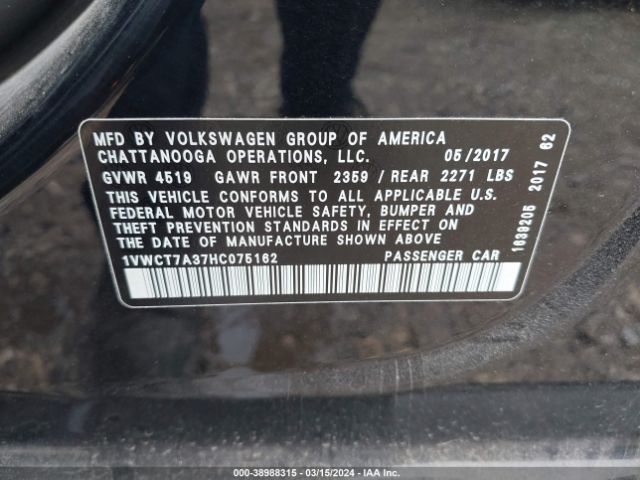 MFD BY VOLKSWAGEN GROUP OF AMERICA
CHATTANOOGA OPERATIONS, LLC. 05/2017
GVWR 4519 GAWR FRONT 2359 / REAR 2271 LBS
THIS VEHICLE CONFORMS TO ALL APPLICABLE U.S.
FEDERAL MOTOR VEHICLE SAFETY, BUMPER AND
THEFT PREVENTION STANDARDS IN EFFECT ON
THE DATE OF MANUFACTURE SHOWN ABOVE
1VWCT7A37HC075162 PASSENGER CAR
1639205 2017 62
000-38988315 - 03/15/2024 - IAA Inc.